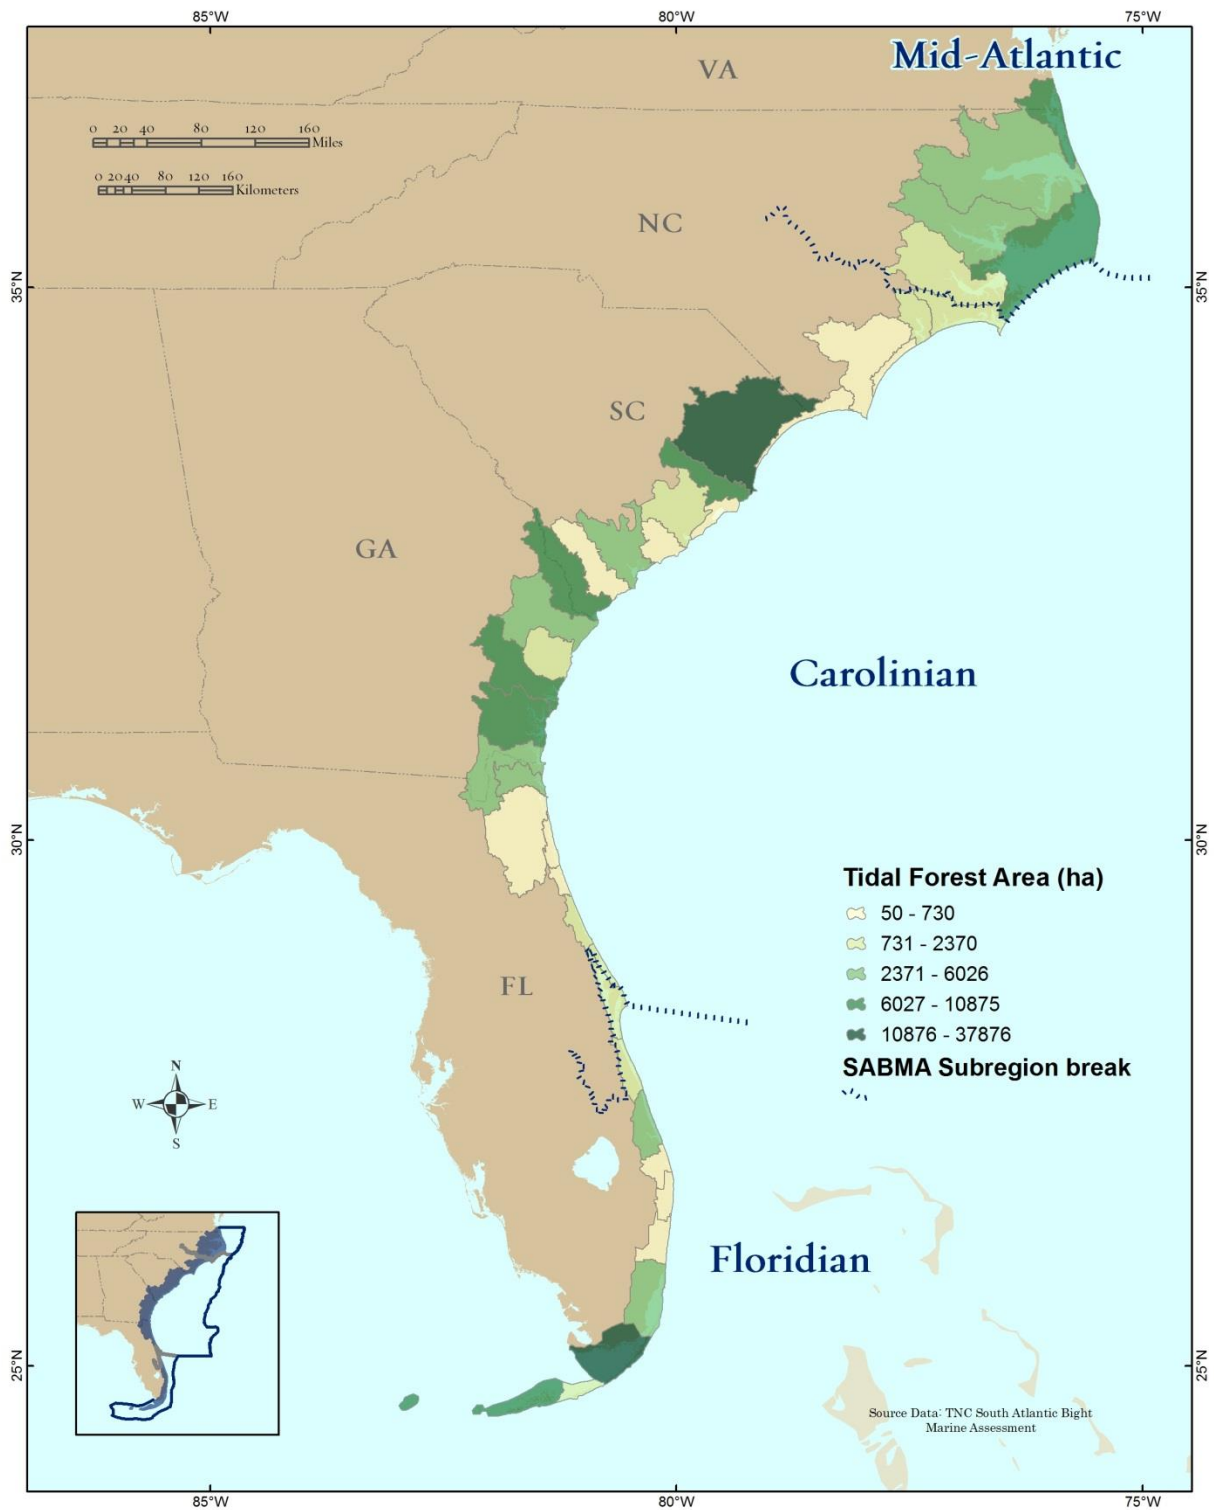 85°W 80°W 75°W
Mid-Atlantic
VA
0 20 40 80 120 160
Miles
0 20 40 80 120 160
Kilometers
NC
35°N 35°N
SC
GA
Carolinian
30°N 30°N
Tidal Forest Area (ha)
50 - 730
731 - 2370
2371 - 6026
6027 - 10875
10876 - 37876
SABMA Subregion break
FL
N
W E
S
Floridian
25°N 25°N
Source Data: TNC South Atlantic Bight
Marine Assessment
85°W 80°W 75°W